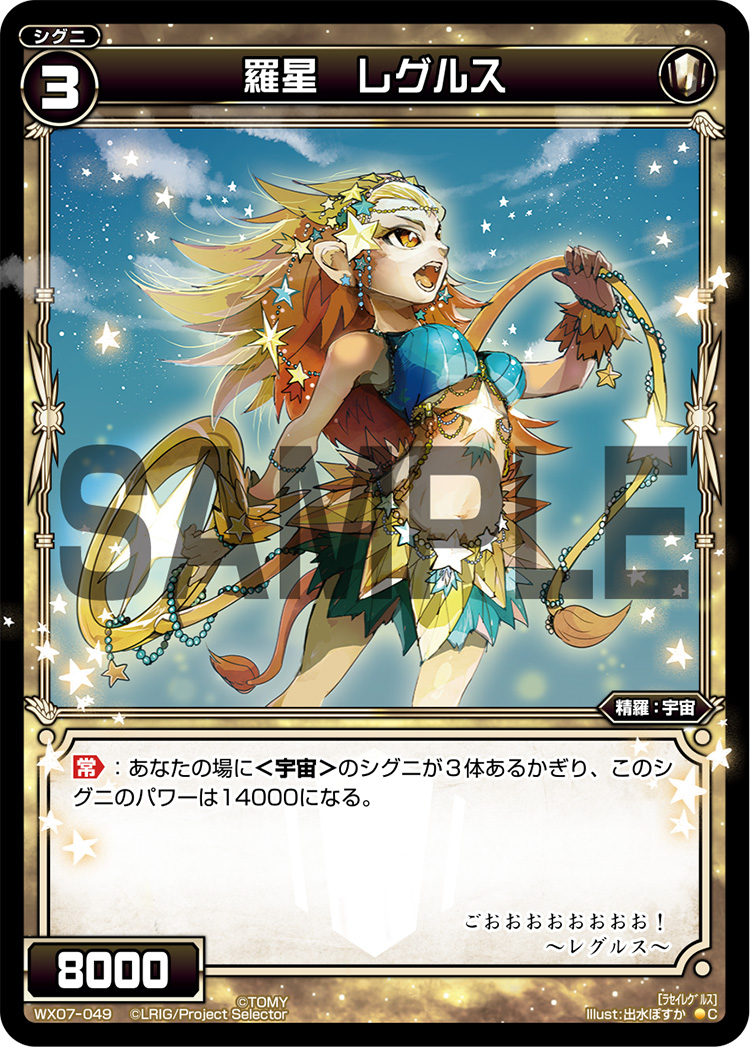 シグニ
3
羅星 レグルス
SAMPLE
精羅：宇宙
常：あなたの場に＜宇宙＞のシグニが３体あるかぎり、このシ
グニのパワーは14000になる。
ごおおおおおおおお！
～レグルス～
8000
[ラセイレグルス]
WX07-049 ©LRIG/Project Selector
©TOMY
Illust:出水ぽすか C